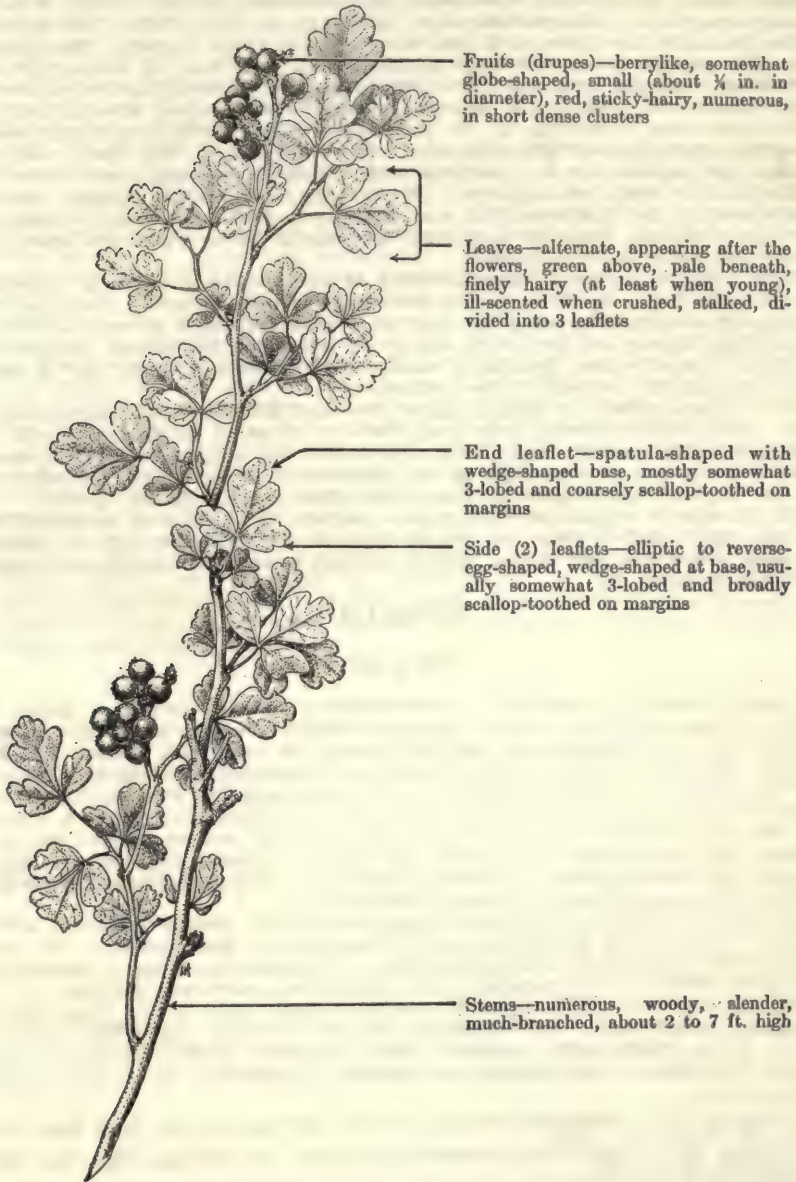 Fruits (drupes)—berrylike, somewhat
globe-shaped, small (about ¼ in. in
diameter), red, sticky-hairy, numerous,
in short dense clusters
Leaves—alternate, appearing after the
flowers, green above, pale beneath,
finely hairy (at least when young),
ill-scented when crushed, stalked, di-
vided into 3 leaflets
End leaflet—spatula-shaped with
wedge-shaped base, mostly somewhat
3-lobed and coarsely scallop-toothed on
margins
Side (2) leaflets—elliptic to reverse-
egg-shaped, wedge-shaped at base, usu-
ally somewhat 3-lobed and broadly
scallop-toothed on margins
Stems—numerous, woody, slender,
much-branched, about 2 to 7 ft. high